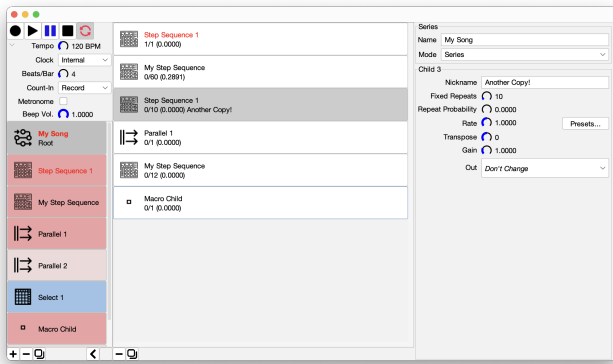 Tempo 120 BPM
Clock Internal
Beats/Bar 4
Count-In Record
Metronome
Beep Vol. 1.0000
My Song
Root
Step Sequence 1
My Step Sequence
Parallel 1
Parallel 2
Select 1
Macro Child
Step Sequence 1
1/1 (0.0000)
My Step Sequence
0/60 (0.2891)
Step Sequence 1
0/10 (0.0000) Another Copy!
Parallel 1
0/1 (0.0000)
My Step Sequence
0/12 (0.0000)
Macro Child
0/1 (0.0000)
Series
Name My Song
Mode Series
Child 3
Nickname Another Copy!
Fixed Repeats 10
Repeat Probability 0.0000
Rate 1.0000 Presets...
Transpose 0
Gain 1.0000
Out Don't Change